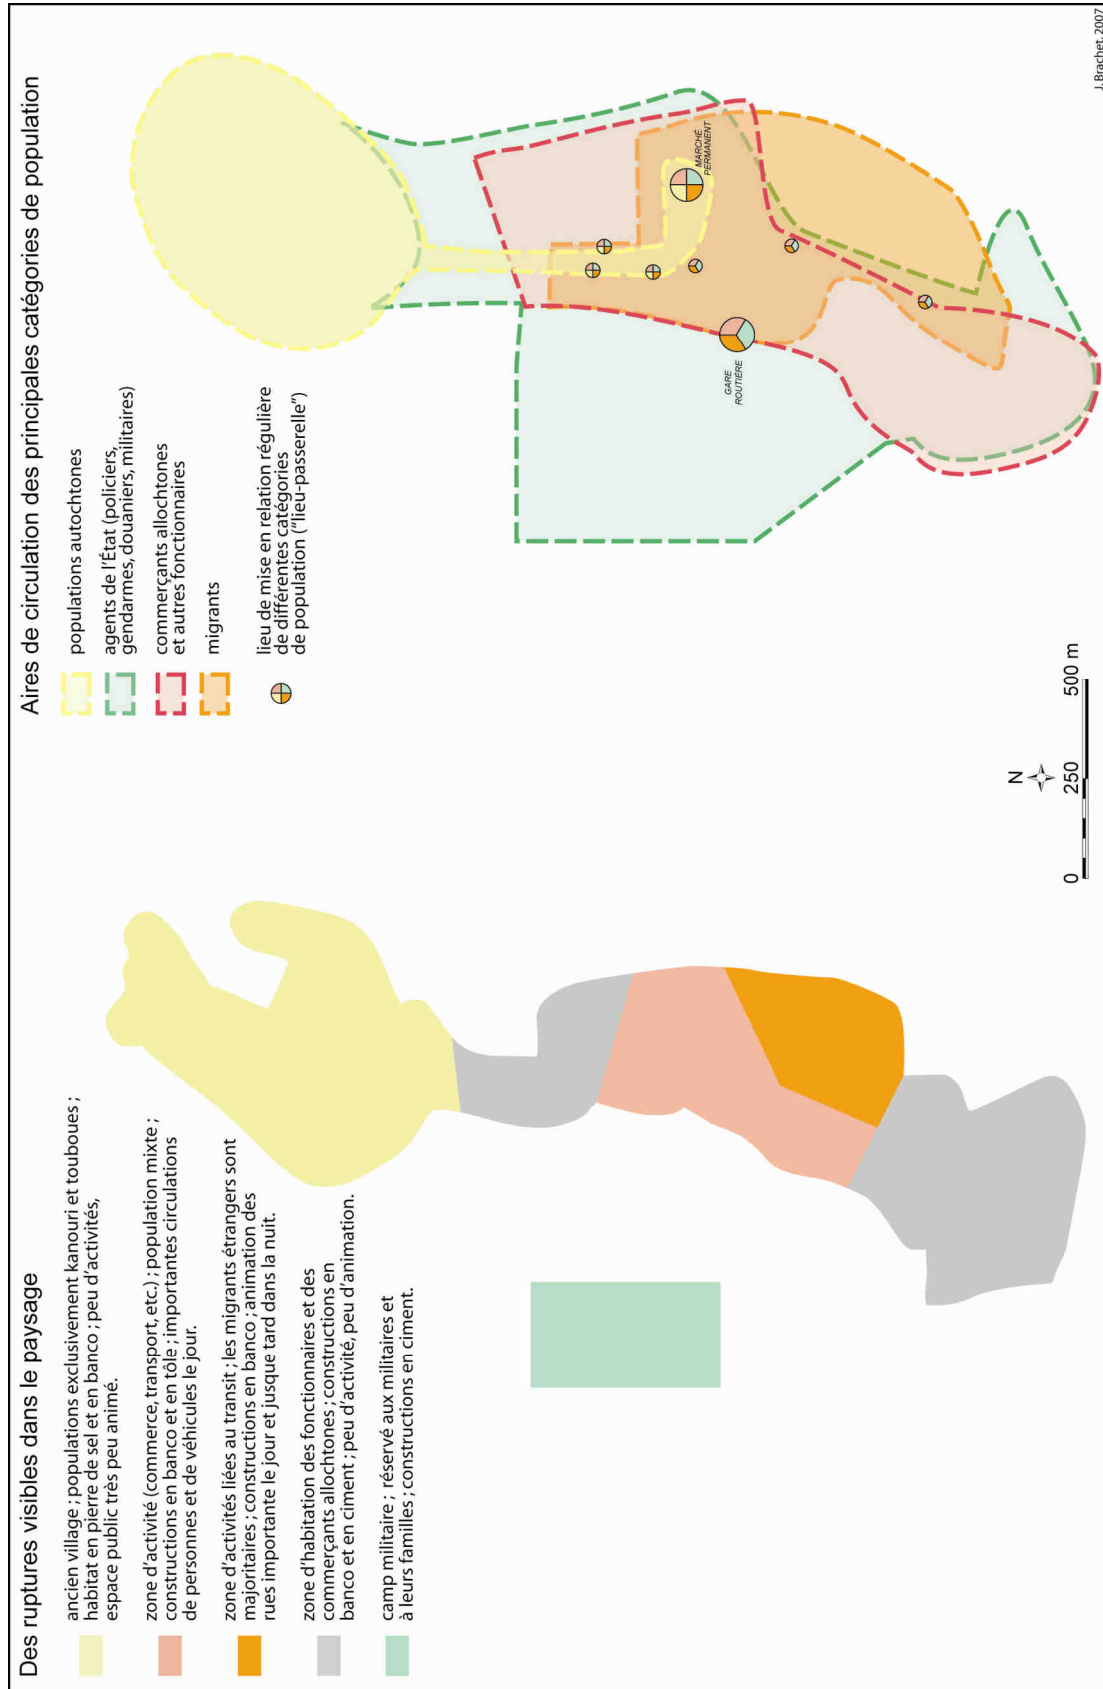 Des ruptures visibles dans le paysage
ancien village ; populations exclusivement kanouri et touboues ;
habitat en pierre de sel et en banco ; peu d'activités,
espace public très peu animé.
zone d'activité (commerce, transport, etc.) ; population mixte ;
constructions en banco et en tôle ; importantes circulations
de personnes et de véhicules le jour.
zone d'activités liées au transit ; les migrants étrangers sont
majoritaires ; constructions en banco ; animation des
rues importante le jour et jusque tard dans la nuit.
zone d'habitation des fonctionnaires et des
commerçants allochtones ; constructions en
banco et en ciment ; peu d'activité, peu d'animation.
camp militaire ; réservé aux militaires et
à leurs familles ; constructions en ciment.
N
0 250 500 m
Aires de circulation des principales catégories de population
populations autochtones
agents de l'État (policiers,
gendarmes, douaniers, militaires)
commerçants allochtones
et autres fonctionnaires
migrants
lieu de mise en relation régulière
de différentes catégories
de population ("lieu-passerelle")
GARE
ROUTIÈRE
MARCHÉ
PERMANENT
J. Brachet, 2007